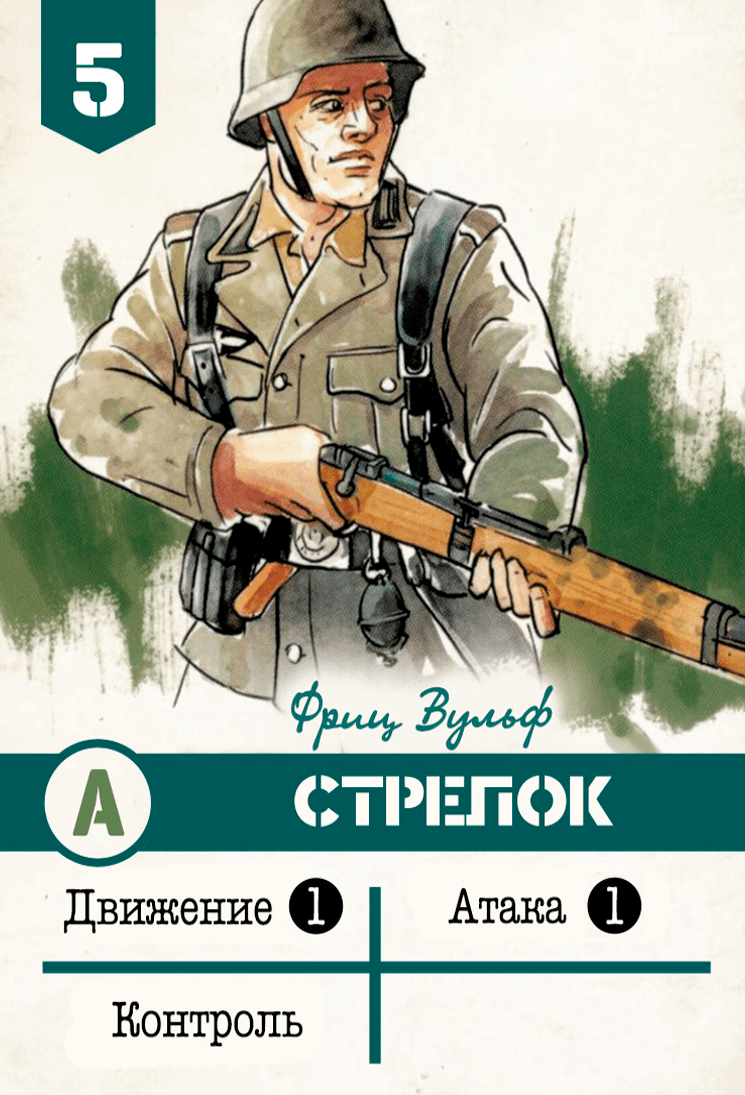 5
Фриц Вульф
А
СТРЕЛОК
Движение 1
Атака 1
Контроль